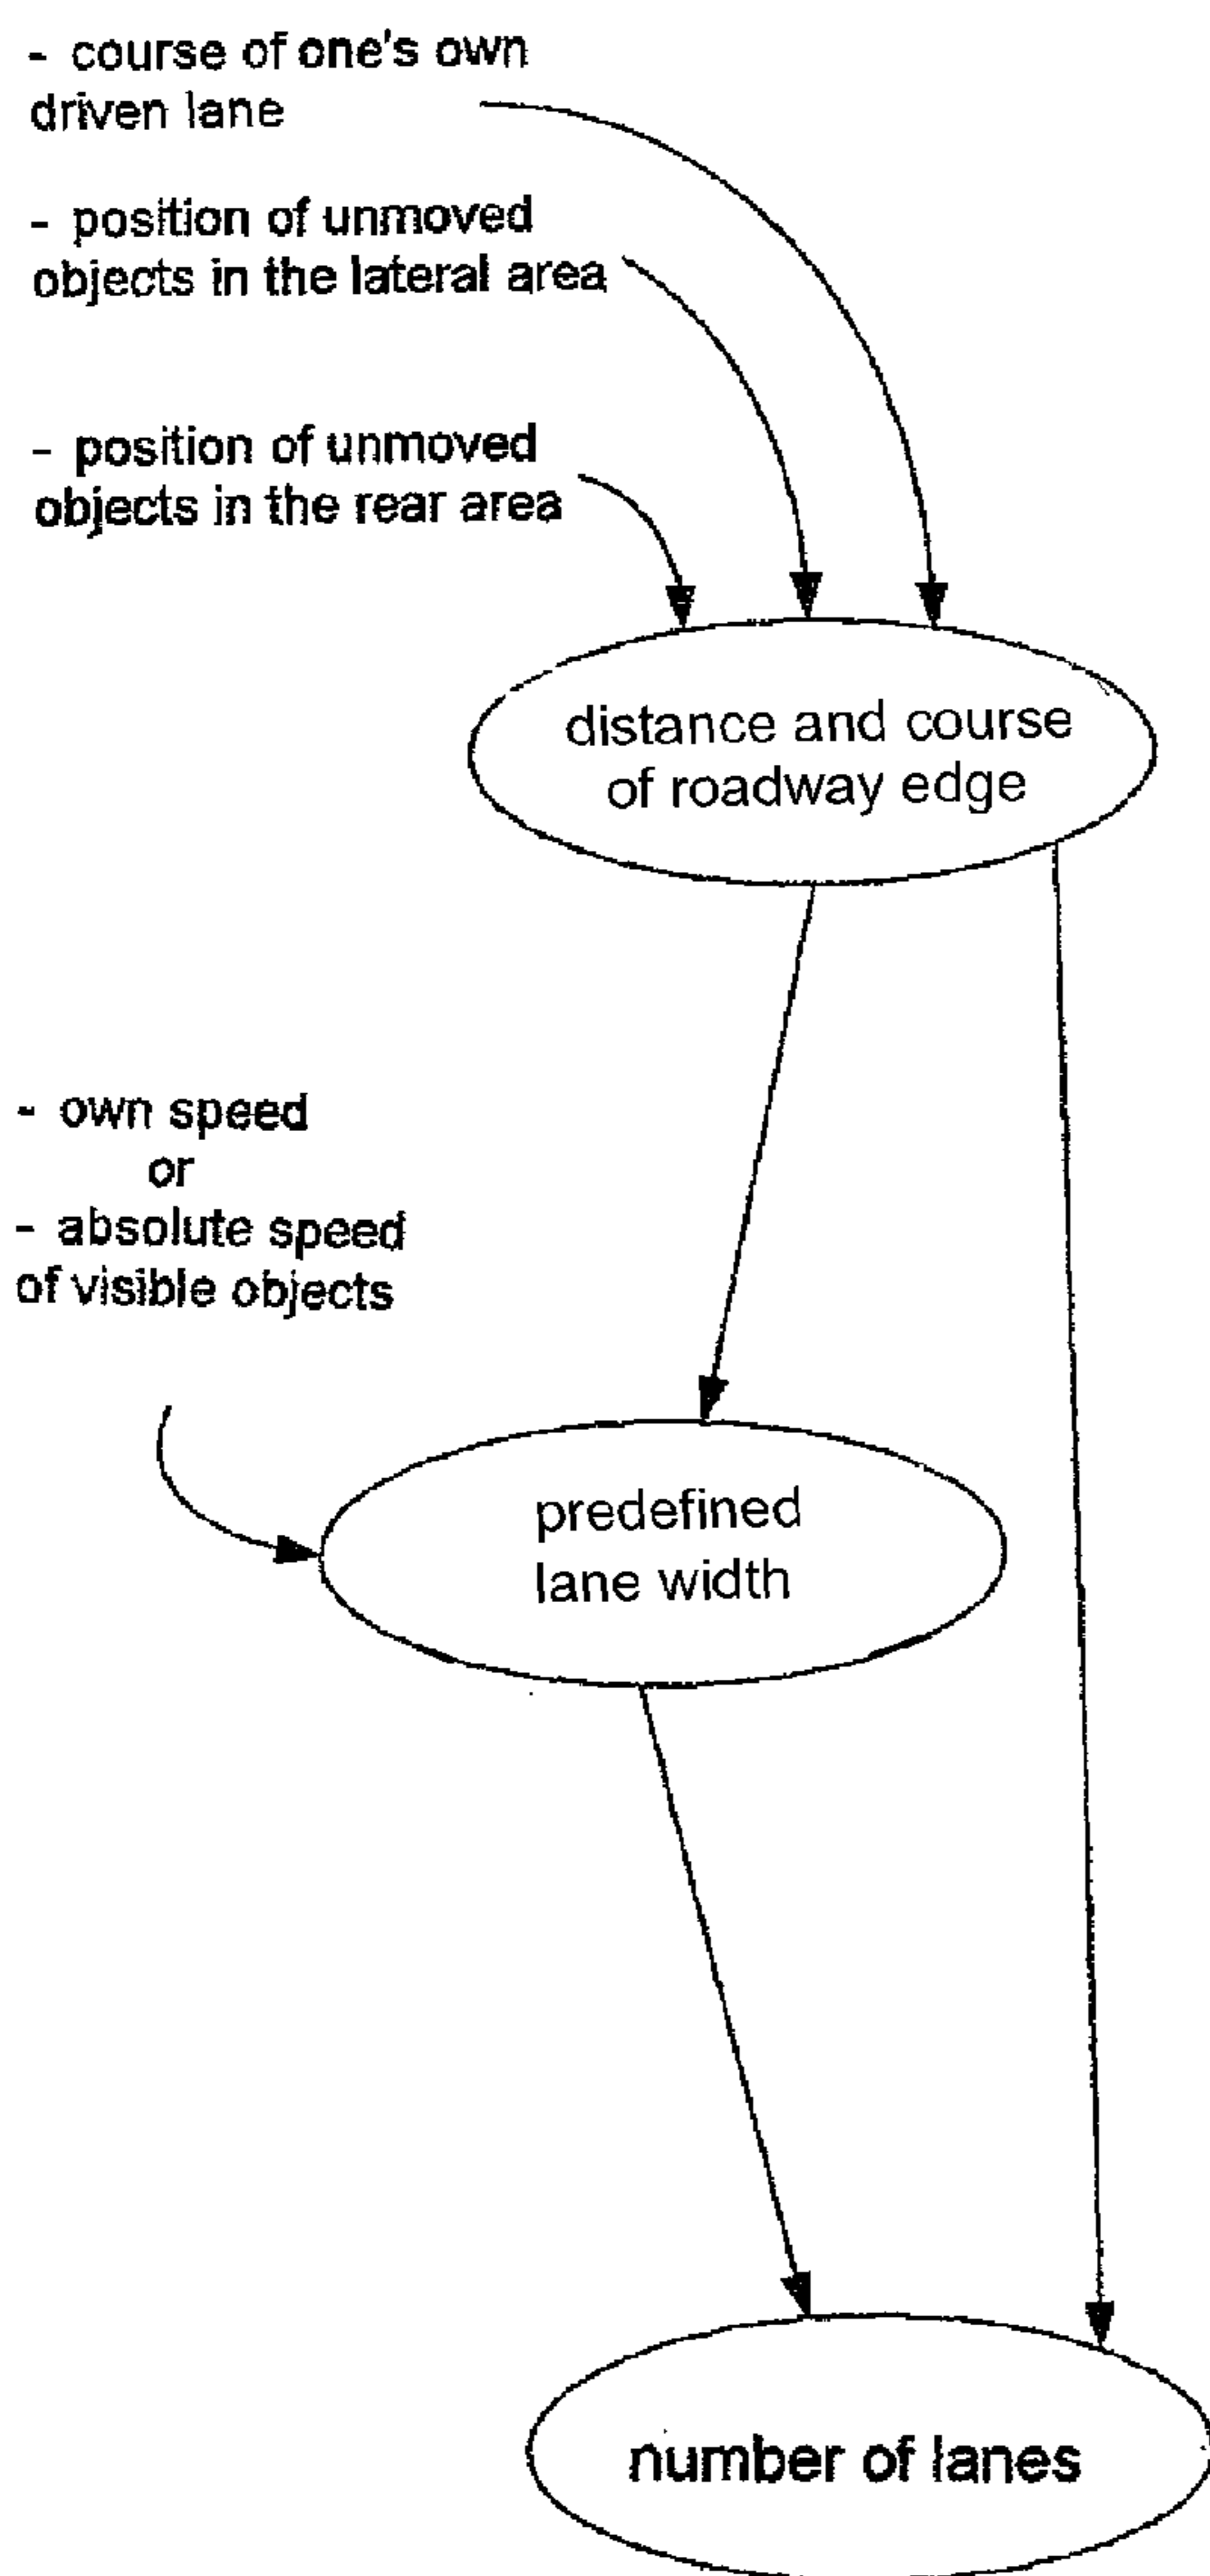 - course of one's own
driven lane
- position of unmoved
objects in the lateral area
- position of unmoved
objects in the rear area
distance and course
of roadway edge
- own speed
or
- absolute speed
of visible objects
predefined
lane width
number of lanes